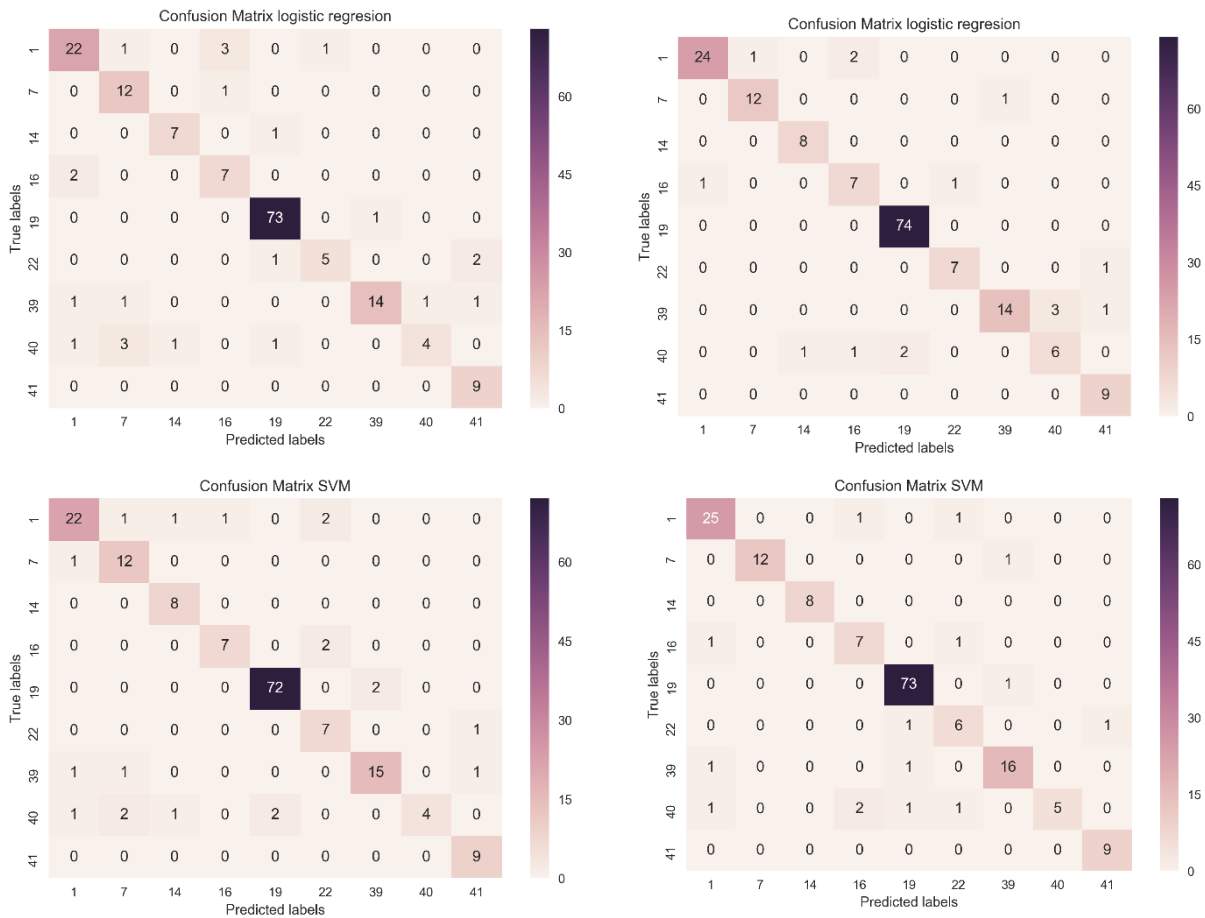 Confusion Matrix logistic regresion
1 22 1 0 3 0 1 0 0 0
7 0 12 0 1 0 0 0 0 0
14 0 0 7 0 1 0 0 0 0
16 2 0 0 7 0 0 0 0 0
19 0 0 0 0 73 0 1 0 0
22 0 0 0 0 1 5 0 0 2
39 1 1 0 0 0 0 14 1 1
40 1 3 1 0 1 0 0 4 0
41 0 0 0 0 0 0 0 0 9
1 7 14 16 19 22 39 40 41
True labels
Predicted labels
60
45
30
15
0
Confusion Matrix logistic regresion
1 24 1 0 2 0 0 0 0 0
7 0 12 0 0 0 0 1 0 0
14 0 0 8 0 0 0 0 0 0
16 1 0 0 7 0 1 0 0 0
19 0 0 0 0 74 0 0 0 0
22 0 0 0 0 0 7 0 0 1
39 0 0 0 0 0 0 14 3 1
40 0 0 1 1 2 0 0 6 0
41 0 0 0 0 0 0 0 0 9
1 7 14 16 19 22 39 40 41
True labels
Predicted labels
60
45
30
15
0
Confusion Matrix SVM
1 22 1 1 1 0 2 0 0 0
7 1 12 0 0 0 0 0 0 0
14 0 0 8 0 0 0 0 0 0
16 0 0 0 7 0 2 0 0 0
19 0 0 0 0 72 0 2 0 0
22 0 0 0 0 0 7 0 0 1
39 1 1 0 0 0 0 15 0 1
40 1 2 1 0 2 0 0 4 0
41 0 0 0 0 0 0 0 0 9
1 7 14 16 19 22 39 40 41
True labels
Predicted labels
60
45
30
15
0
Confusion Matrix SVM
1 25 0 0 1 0 1 0 0 0
7 0 12 0 0 0 0 1 0 0
14 0 0 8 0 0 0 0 0 0
16 1 0 0 7 0 1 0 0 0
19 0 0 0 0 73 0 1 0 0
22 0 0 0 0 1 6 0 0 1
39 1 0 0 0 1 0 16 0 0
40 1 0 0 2 1 1 0 5 0
41 0 0 0 0 0 0 0 0 9
1 7 14 16 19 22 39 40 41
True labels
Predicted labels
60
45
30
15
0